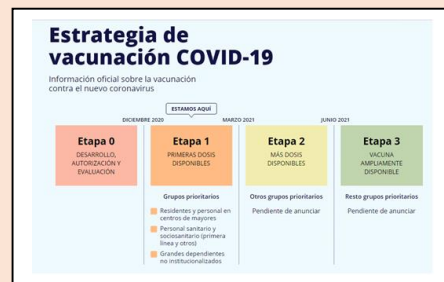 Estrategia de
vacunación COVID-19
Información oficial sobre la vacunación
contra el nuevo coronavirus
ESTAMOS AQUÍ
DICIEMBRE 2020
MARZO 2021
JUNIO 2021
Etapa 0
DESARROLLO,
AUTORIZACIÓN Y
EVALUACIÓN
Etapa 1
PRIMERAS DOSIS
DISPONIBLES
Etapa 2
MÁS DOSIS
DISPONIBLES
Etapa 3
VACUNA
AMPLIAMENTE
DISPONIBLE
Grupos prioritarios
Residentes y personal en
centros de mayores
Personal sanitario y
sociosanitario (primera
línea y otros)
Grandes dependientes
no institucionalizados
Otros grupos prioritarios
Pendiente de anunciar
Resto grupos prioritarios
Pendiente de anunciar